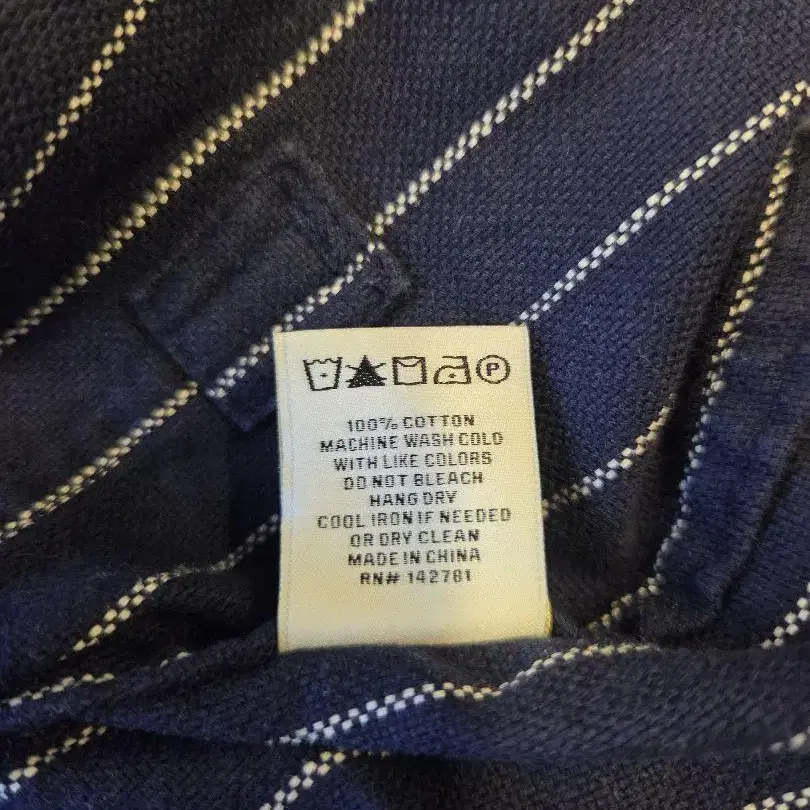 P
100% COTTON
MACHINE WASH COLD
WITH LIKE COLORS
DO NOT BLEACH
HANG DRY
COOL IRON IF NEEDED
OR DRY CLEAN
MADE IN CHINA
RN# 142781